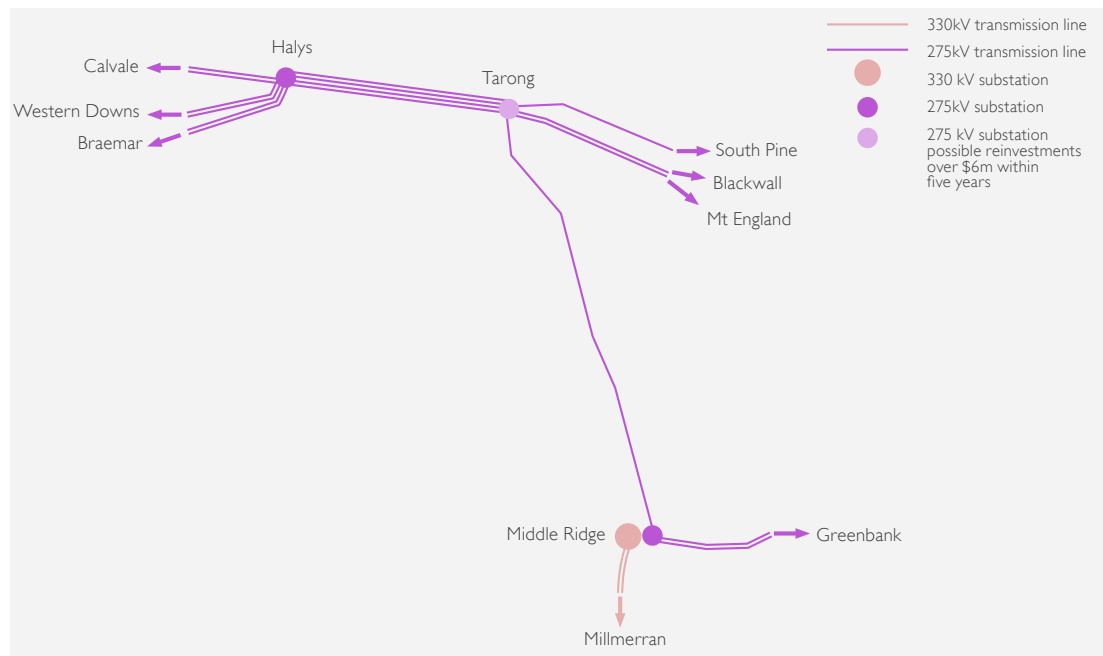 330kV transmission line
275kV transmission line
330 kV substation
275kV substation
275 kV substation
possible reinvestments
over $6m within
five years
Halys
Calvale
Tarong
Western Downs
Braemar
South Pine
Blackwall
Mt England
Middle Ridge
Greenbank
Millmerran